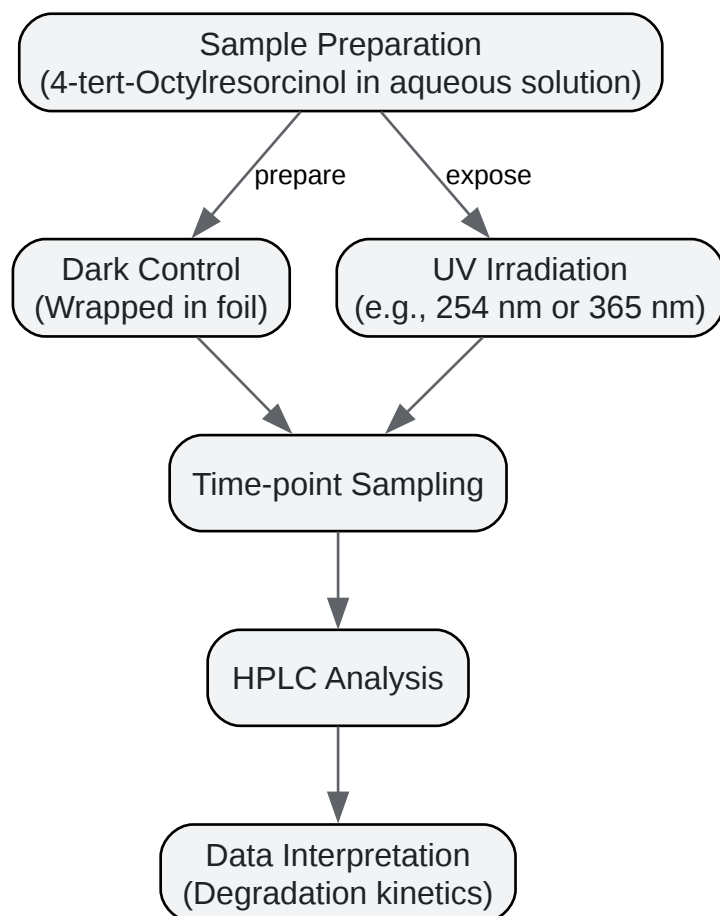 Sample Preparation
(4-tert-Octylresorcinol in aqueous solution)
prepare
expose
Dark Control
(Wrapped in foil)
UV Irradiation
(e.g., 254 nm or 365 nm)
Time-point Sampling
HPLC Analysis
Data Interpretation
(Degradation kinetics)